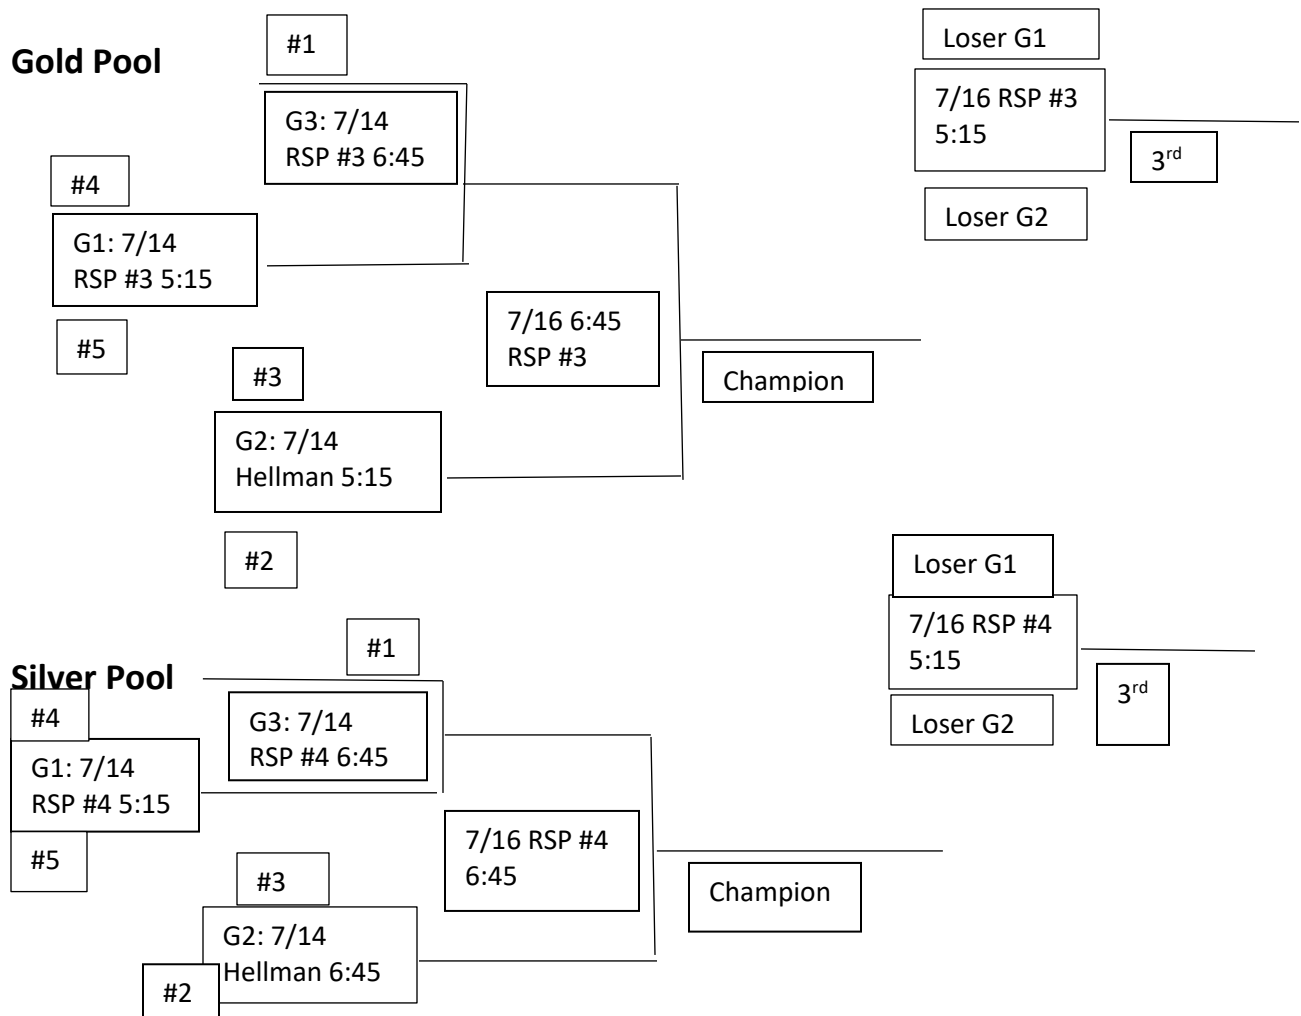 Gold Pool
#1
G3: 7/14
RSP #3 6:45
#4
G1: 7/14
RSP #3 5:15
#5
#3
G2: 7/14
Hellman 5:15
#2
7/16 6:45
RSP #3
Champion
Loser G1
7/16 RSP #3
5:15
Loser G2
3rd
Silver Pool
#1
G3: 7/14
RSP #4 6:45
#4
G1: 7/14
RSP #4 5:15
#5
#3
G2: 7/14
Hellman 6:45
#2
7/16 RSP #4
6:45
Champion
Loser G1
7/16 RSP #4
5:15
Loser G2
3rd